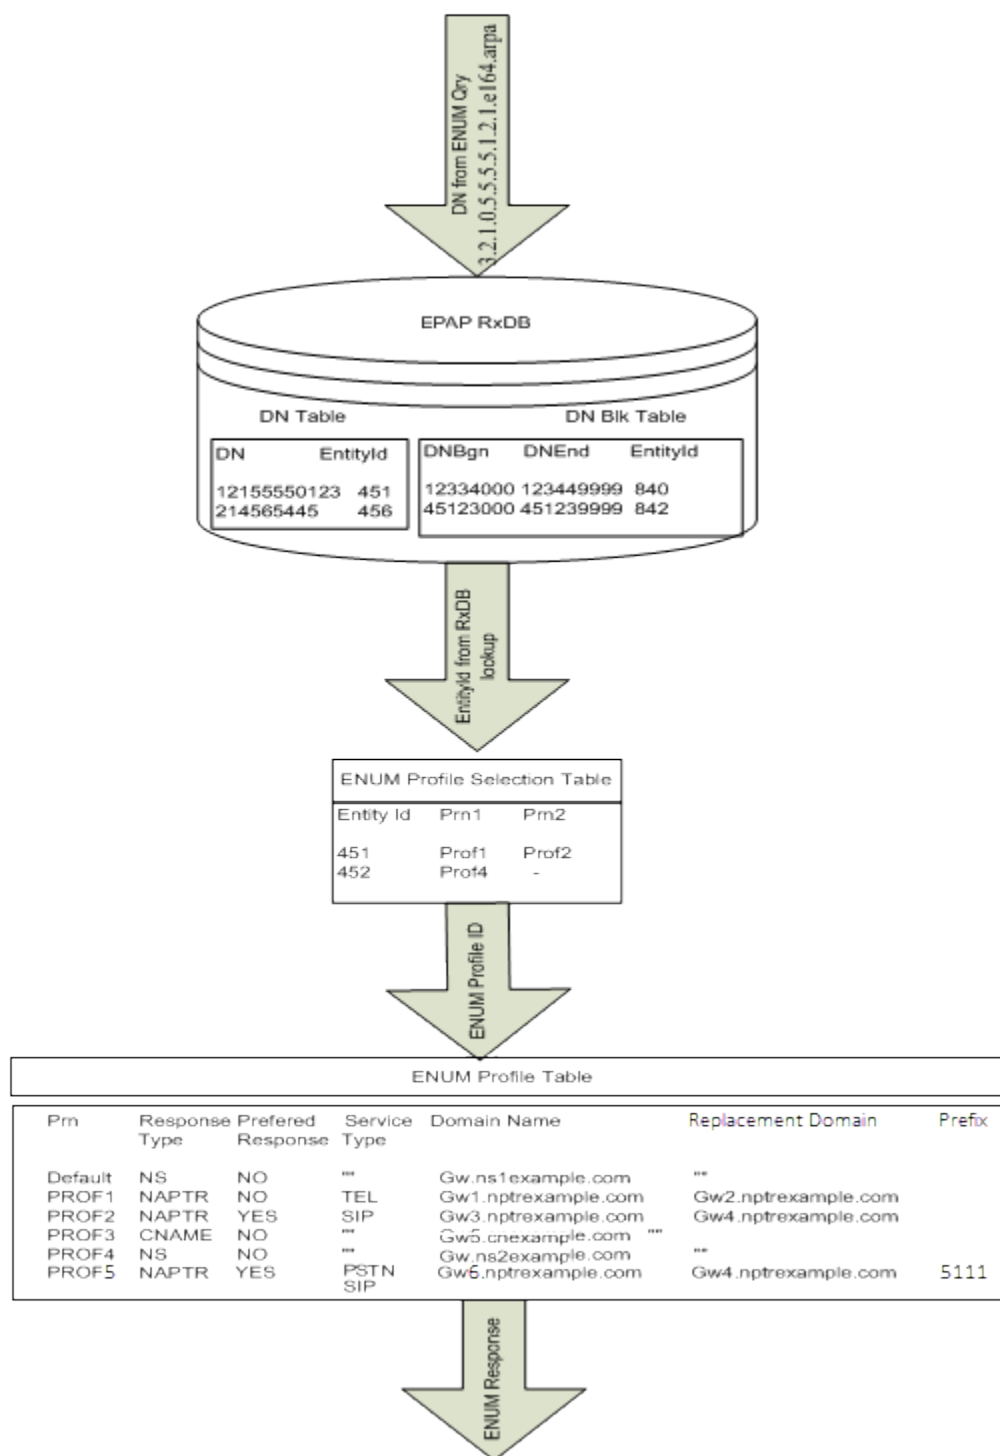 DN from ENUM Qry
3.2.1.0.5.5.5.5.1.2.1.e164.arpa
EPAP RxDB
DN Table
DN EntityId
12155550123 451
214565445 456
DN Blk Table
DNBgn DNEnd EntityId
12334000 123449999 840
45123000 451239999 842
EntityId from RxDB
lookup
ENUM Profile Selection Table
Entity Id Prn1 Prn2
451 Prof1 Prof2
452 Prof4 -
ENUM Profile ID
ENUM Profile Table
Prn Response Type Prefered Response Service Type Domain Name Replacement Domain Prefix
Default NS NO "" Gw.ns1example.com ""
PROF1 NAPTR NO TEL Gw1.nptrexample.com Gw2.nptrexample.com
PROF2 NAPTR YES SIP Gw3.nptrexample.com Gw4.nptrexample.com
PROF3 CNAME NO "" Gw5.cnexample.com ""
PROF4 NS NO "" Gw.ns2example.com ""
PROF5 NAPTR YES PSTN SIP Gw6.nptrexample.com Gw4.nptrexample.com 5111
ENUM Response